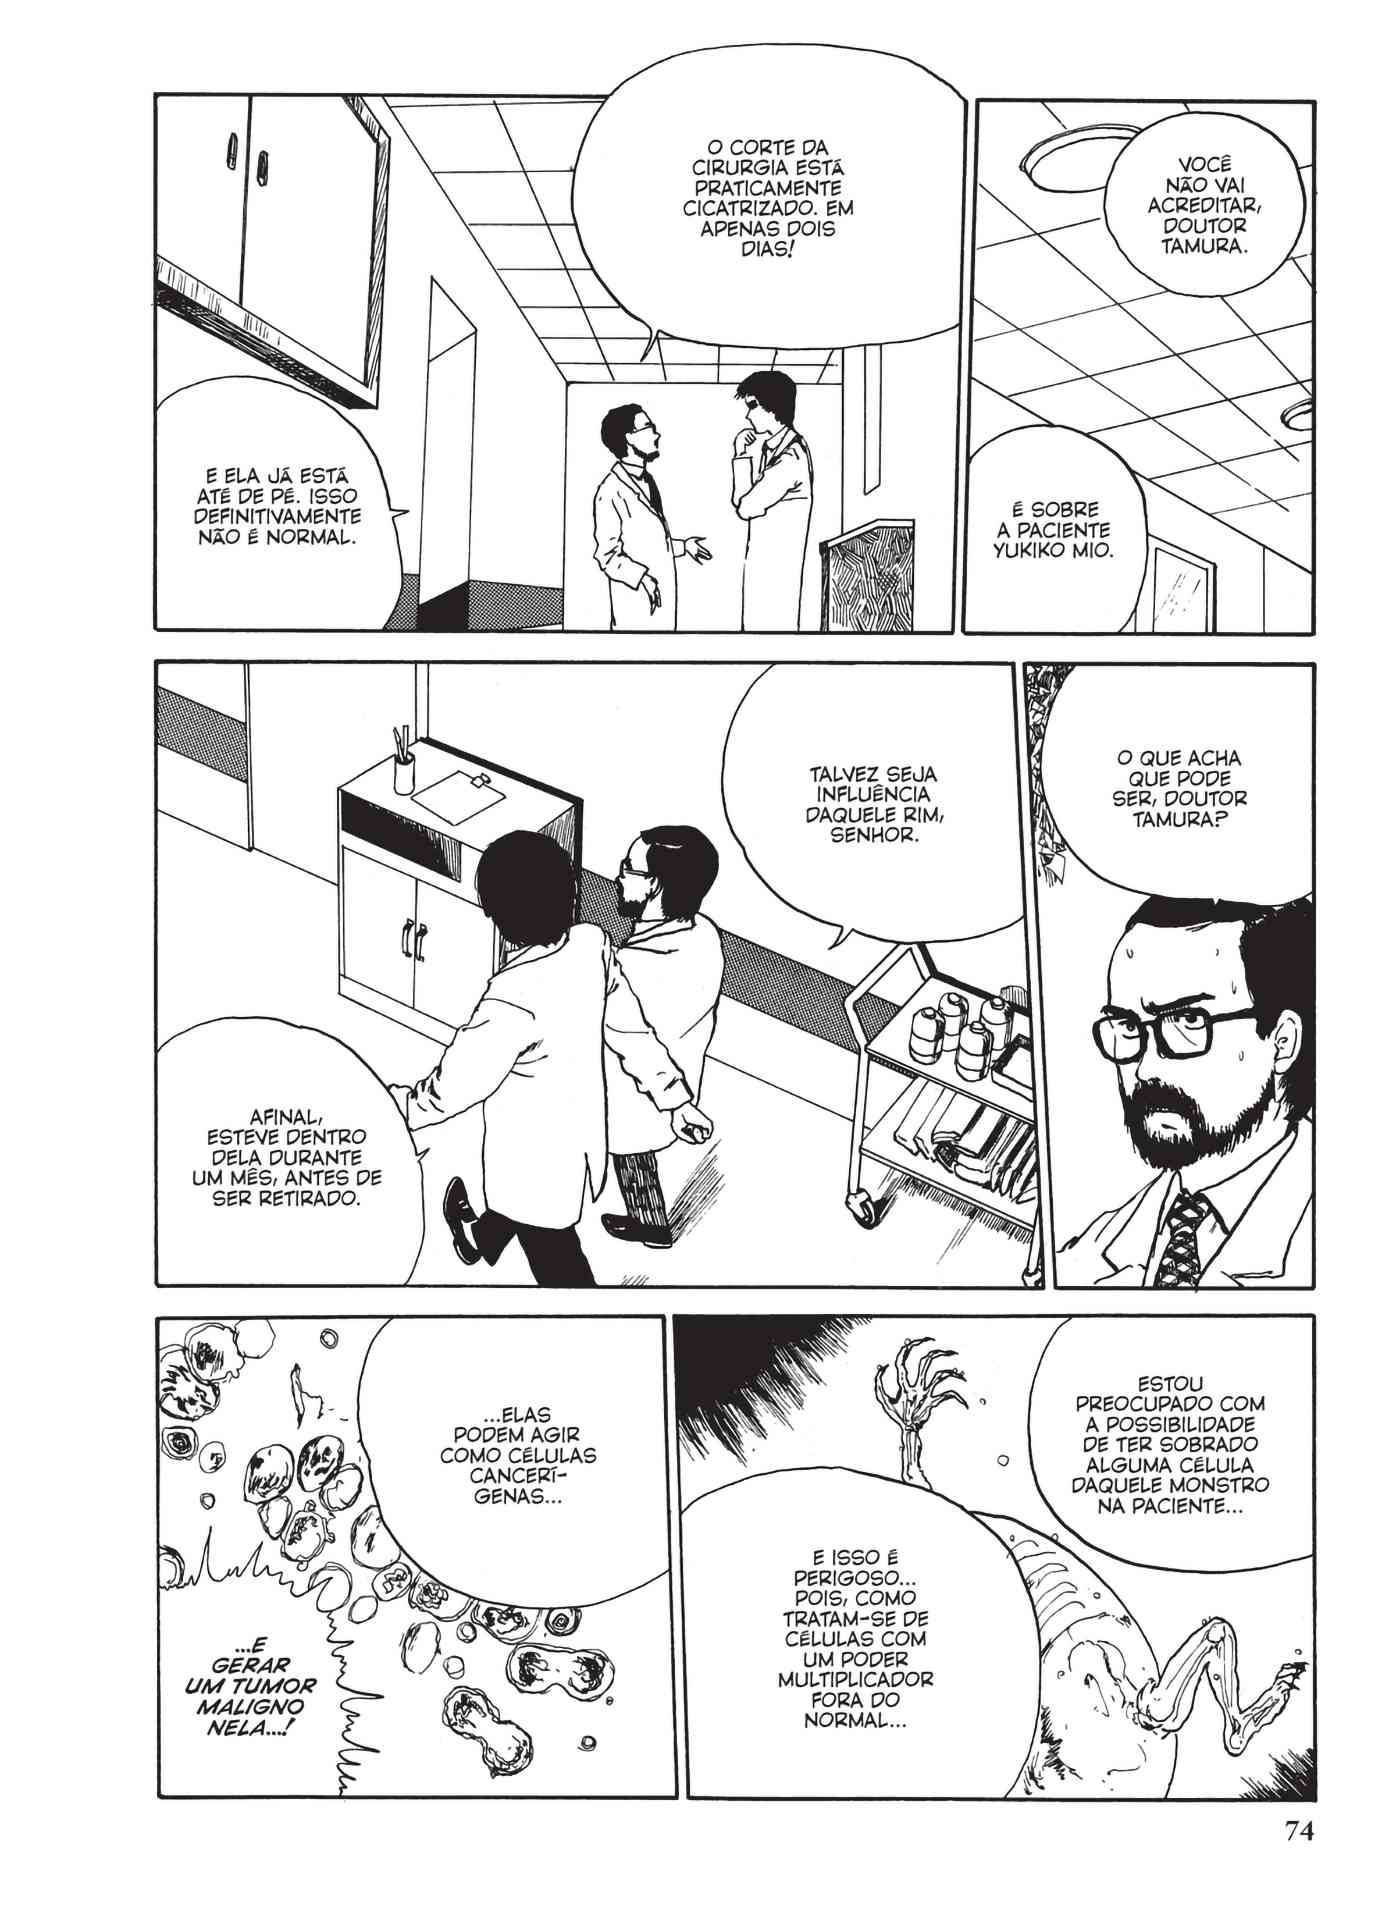 VOCÊ
NÃO VAI
ACREDITAR,
DOUTOR
TAMURA.
É SOBRE
A PACIENTE
YUKIKO MIO.
O CORTE DA
CIRURGIA ESTÁ
PRATICAMENTE
CICATRIZADO. EM
APENAS DOIS
DIAS!
E ELA JÁ ESTÁ
ATÉ DE PÉ. ISSO
DEFINITIVAMENTE
NÃO É NORMAL.
O QUE ACHA
QUE PODE
SER, DOUTOR
TAMURA?
TALVEZ SEJA
INFLUÊNCIA
DAQUELE RIM,
SENHOR.
AFINAL,
ESTEVE DENTRO
DELA DURANTE
UM MÊS, ANTES DE
SER RETIRADO.
ESTOU
PREOCUPADO COM
A POSSIBILIDADE
DE TER SOBRADO
ALGUMA CÉLULA
DAQUELE MONSTRO
NA PACIENTE...
E ISSO É
PERIGOSO...
POIS, COMO
TRATAM-SE DE
CÉLULAS COM
UM PODER
MULTIPLICADOR
FORA DO
NORMAL...
...ELAS
PODEM AGIR
COMO CÉLULAS
CANCERÍ-
GENAS...
...E
GERAR
UM TUMOR
MALIGNO
NELA...!
74